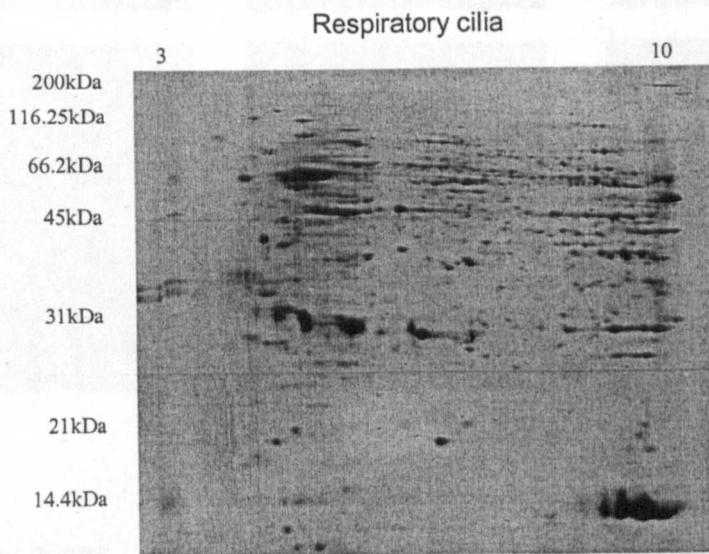 Respiratory cilia
3 10
200kDa
116.25kDa
66.2kDa
45kDa
31kDa
21kDa
14.4kDa